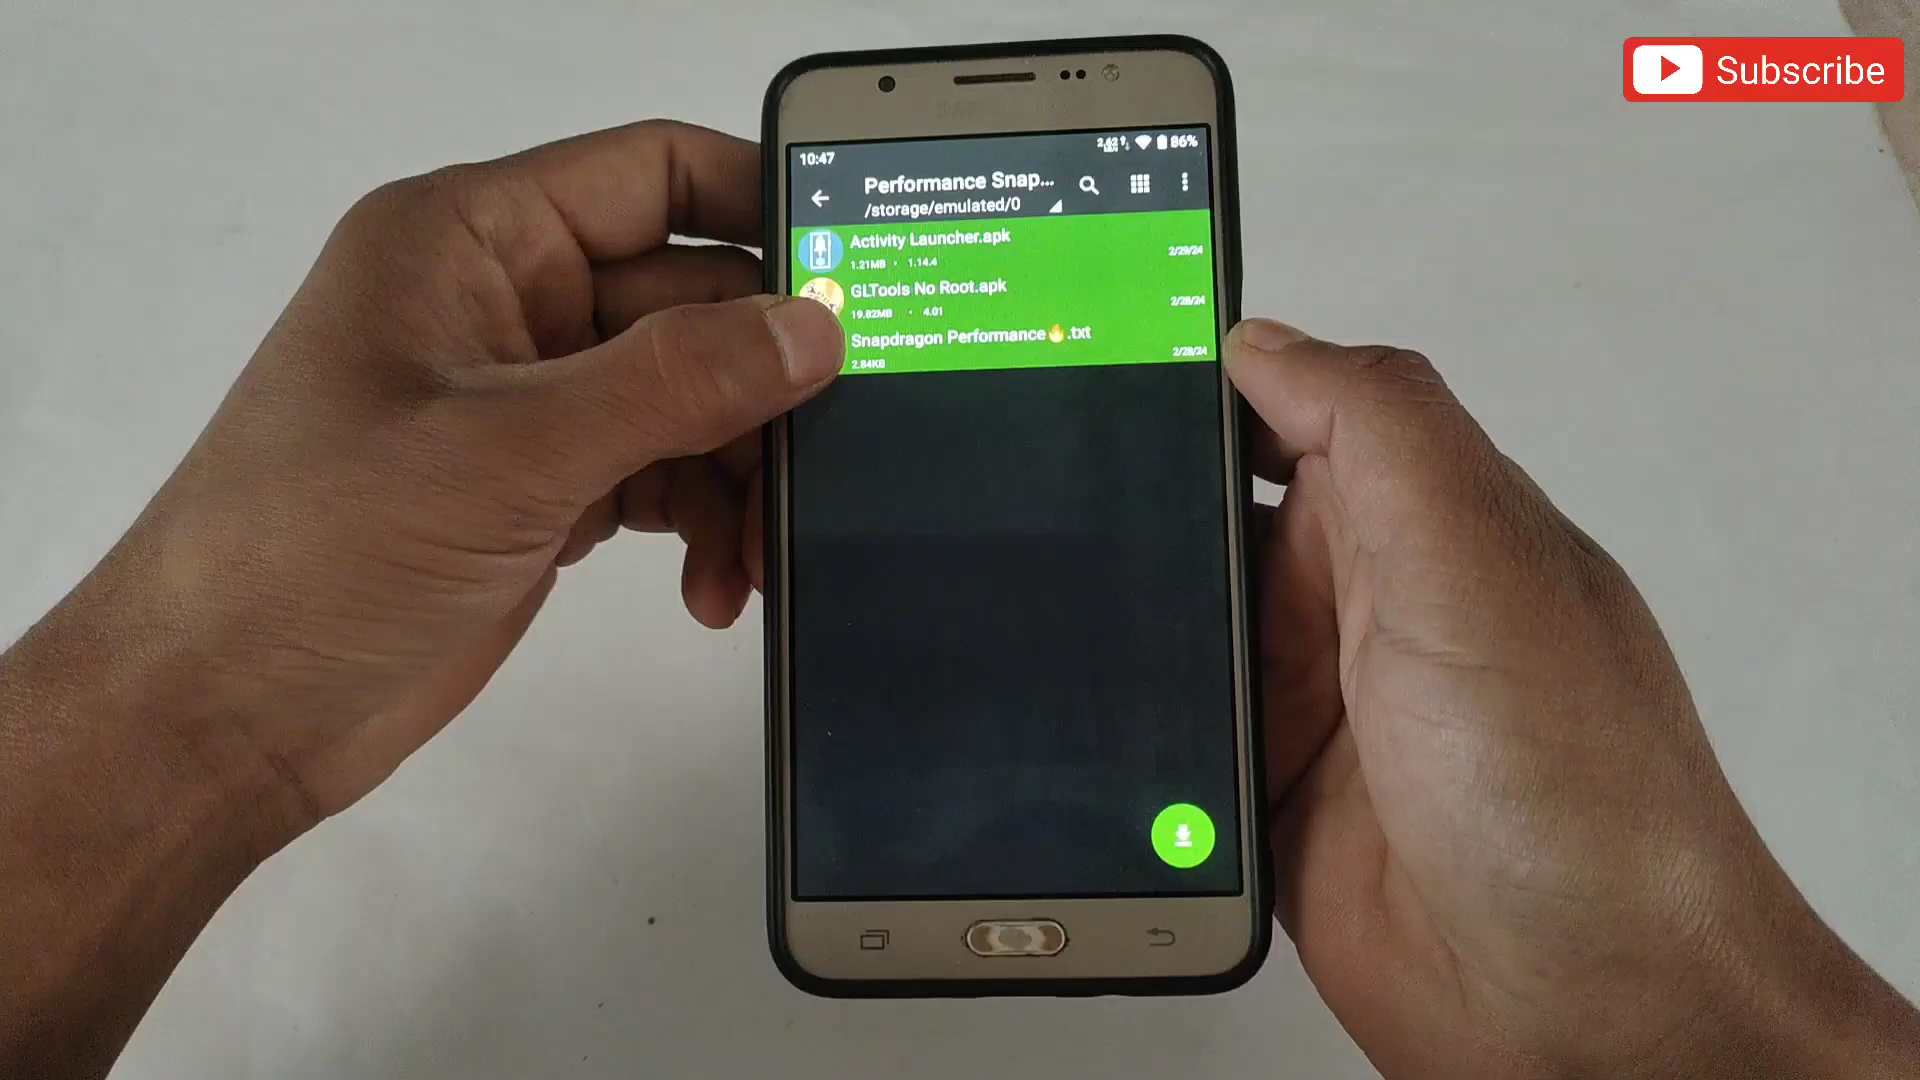 Subscribe
10:47
86%
Performance Snap...
/storage/emulated/0
Activity Launcher.apk
1.21MB • 1.14.4
2/29/24
GLTools No Root.apk
19.82MB • 4.01
2/28/24
Snapdragon Performance🔥.txt
2.84KB
2/28/24